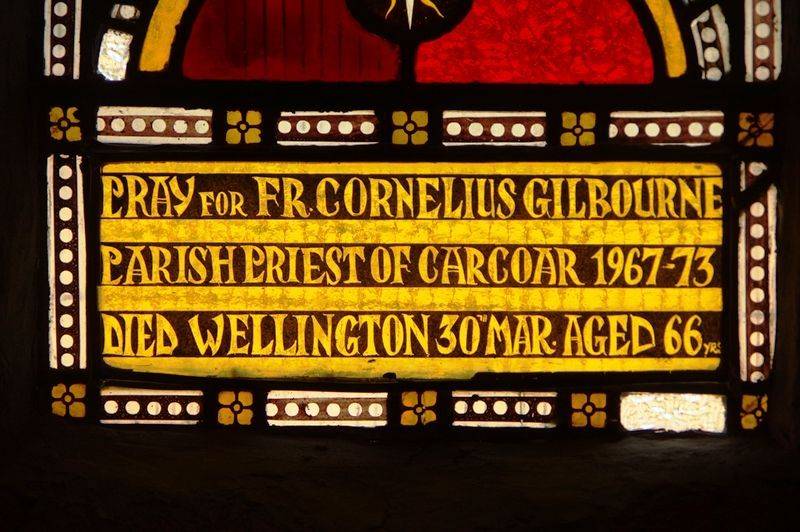 PRAY FOR FR. CORNELIUS GILBOURNE
PARISH PRIEST OF CARCOAR 1967-73
DIED WELLINGTON 30TH MAR. AGED 66 YRS